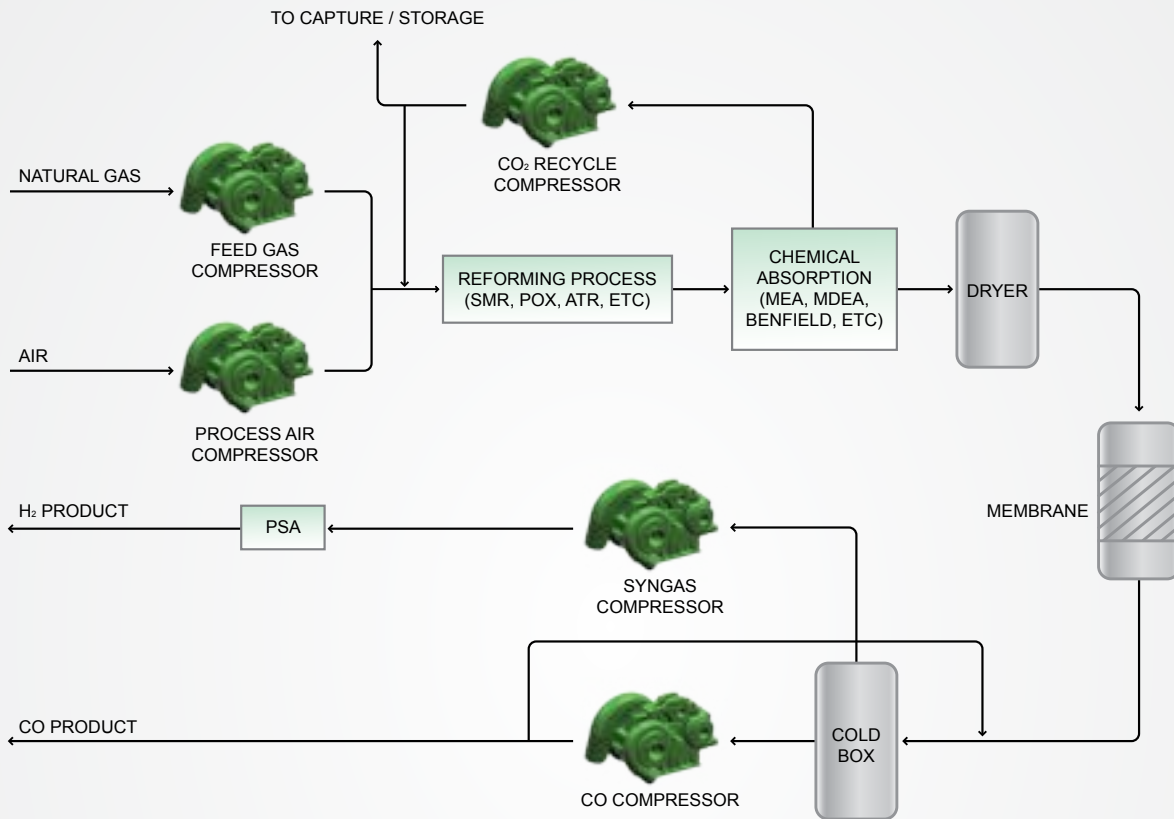 TO CAPTURE / STORAGE
CO₂ RECYCLE
COMPRESSOR
NATURAL GAS
FEED GAS
COMPRESSOR
REFORMING PROCESS
(SMR, POX, ATR, ETC)
CHEMICAL
ABSORPTION
(MEA, MDEA,
BENFIELD, ETC)
DRYER
AIR
PROCESS AIR
COMPRESSOR
H₂ PRODUCT
PSA
SYNGAS
COMPRESSOR
MEMBRANE
CO PRODUCT
CO COMPRESSOR
COLD
BOX